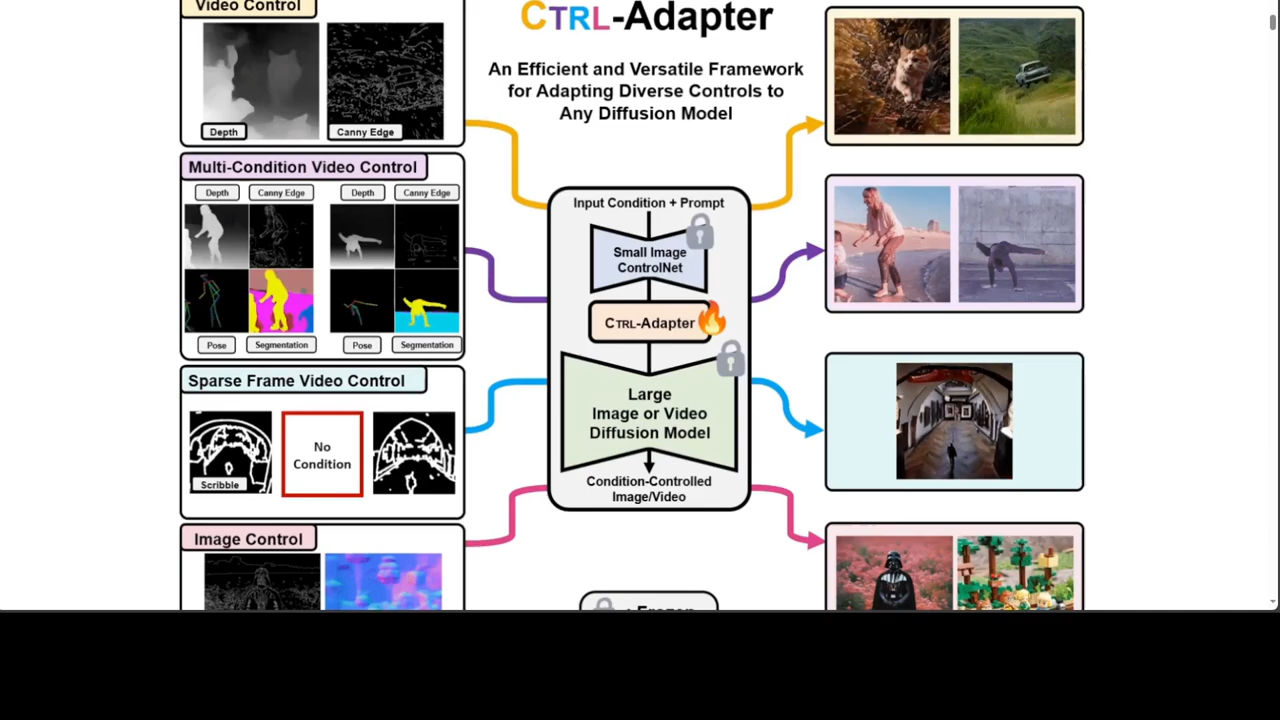 Video Control
Depth
Canny Edge
Multi-Condition Video Control
Depth
Canny Edge
Depth
Canny Edge
Pose
Segmentation
Pose
Segmentation
Sparse Frame Video Control
Scribble
No
Condition
Image Control
CTRL-Adapter
An Efficient and Versatile Framework
for Adapting Diverse Controls to
Any Diffusion Model
Input Condition + Prompt
Small Image
ControlNet
CTRL-Adapter
Large
Image or Video
Diffusion Model
Condition-Controlled
Image/Video
: Frozen